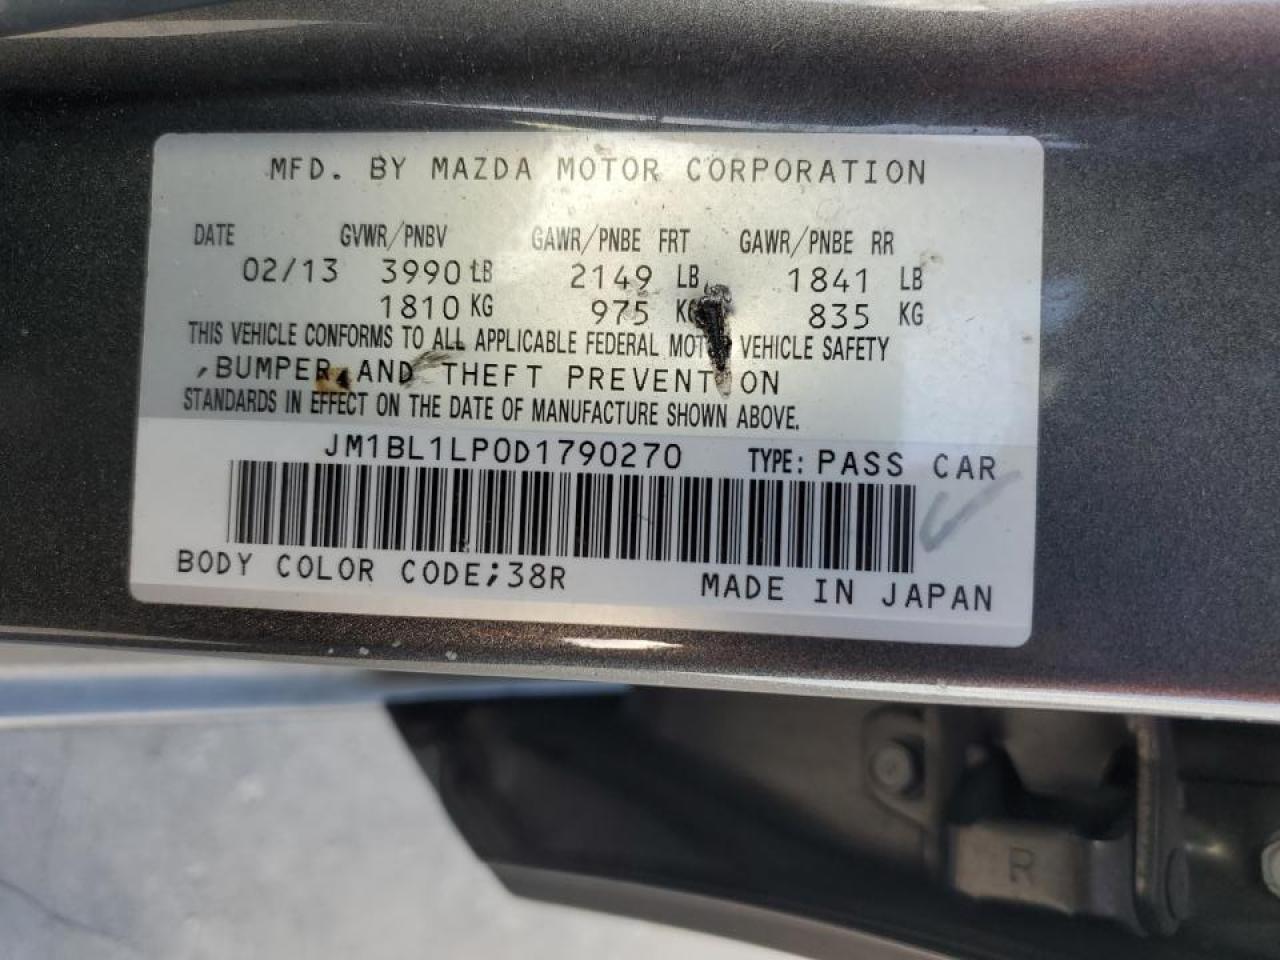 MFD. BY MAZDA MOTOR CORPORATION
DATE GVWR/PNBV GAWR/PNBE FRT GAWR/PNBE RR
02/13 3990 LB 2149 LB 1841 LB
1810 KG 975 KG 835 KG
THIS VEHICLE CONFORMS TO ALL APPLICABLE FEDERAL MOTOR VEHICLE SAFETY
,BUMPER AND THEFT PREVENTION
STANDARDS IN EFFECT ON THE DATE OF MANUFACTURE SHOWN ABOVE.
JM1BL1LP0D1790270 TYPE: PASS CAR
BODY COLOR CODE;38R MADE IN JAPAN
R